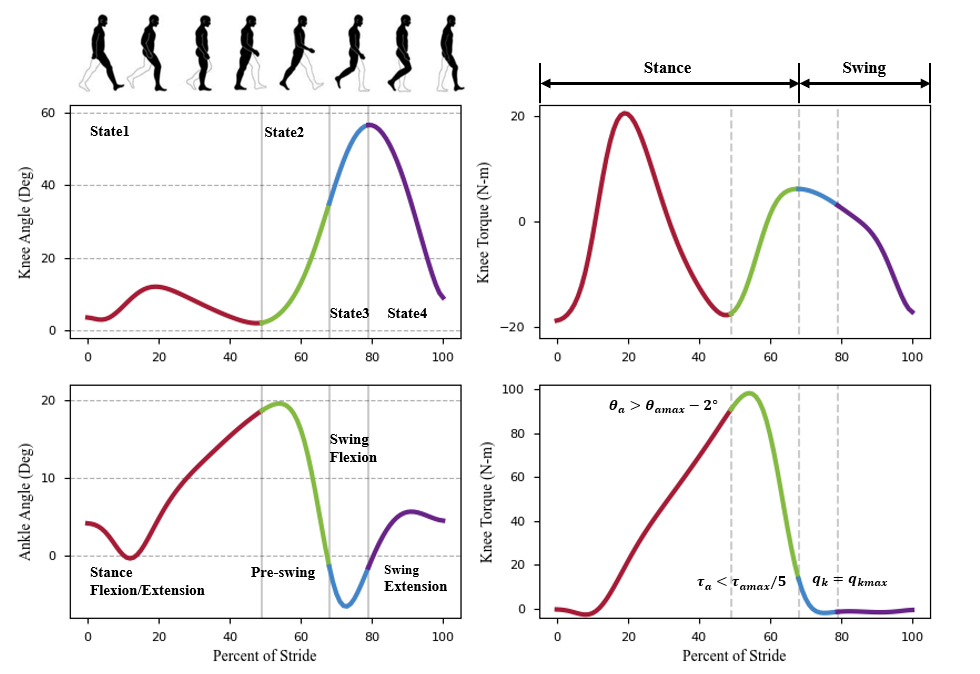 Stance
Swing
60
State1
State2
40
20
State3
State4
0
0
20
40
60
80
100
Knee Angle (Deg)
20
0
−20
0
20
40
60
80
100
Knee Torque (N-m)
20
Swing
Flexion
10
0
Stance
Flexion/Extension
Pre-swing
Swing
Extension
0
20
40
60
80
100
Ankle Angle (Deg)
Percent of Stride
100
θa > θamax − 2°
80
60
40
20
τa < τamax/5
qk = qkmax
0
0
20
40
60
80
100
Knee Torque (N-m)
Percent of Stride